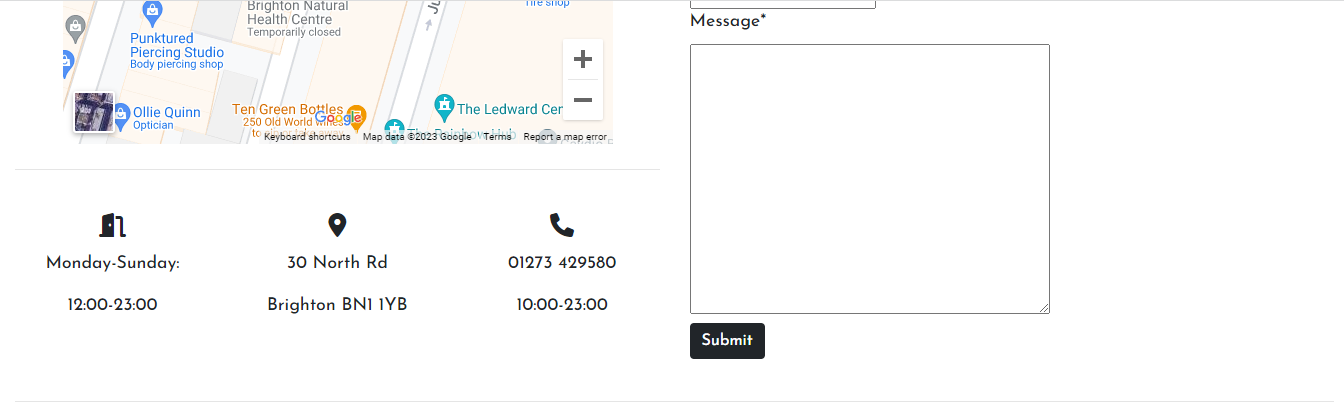 Brighton Natural
Health Centre
Temporarily closed
Tire shop
Punktured
Piercing Studio
Body piercing shop
Ollie Quinn
Optician
Ten Green Bottles
250 Old World wines
Google
The Ledward Cen
The Rainbow Hub
Keyboard shortcuts
Map data ©2023 Google
Terms
Report a map error
Monday-Sunday:
12:00-23:00
30 North Rd
Brighton BN1 1YB
01273 429580
10:00-23:00
Message*
Submit